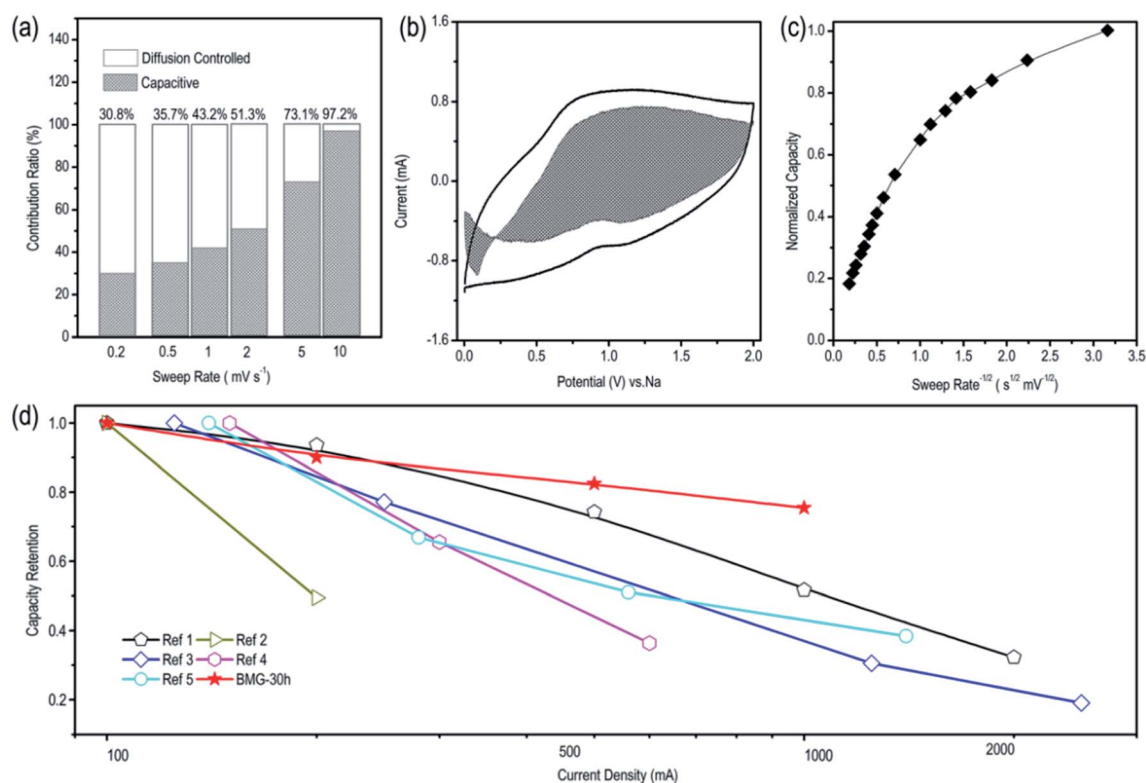 (a)
140
120
100
80
60
40
20
0
Contribution Ratio (%)
Diffusion Controlled
Capacitive
30.8% 35.7% 43.2% 51.3% 73.1% 97.2%
0.2 0.5 1 2 5 10
Sweep Rate ( mV s⁻¹)
(b)
1.6
0.8
0.0
-0.8
-1.6
Current (mA)
0.0 0.5 1.0 1.5 2.0
Potential (V) vs.Na
(c)
1.0
0.8
0.6
0.4
0.2
0.0
Normalized Capacity
0.0 0.5 1.0 1.5 2.0 2.5 3.0 3.5
Sweep Rate⁻¹/² ( s¹/² mV⁻¹/²)
(d)
1.0
0.8
0.6
0.4
0.2
Capacity Retention
Ref 1 Ref 2
Ref 3 Ref 4
Ref 5 BMG-30h
100 500 1000 2000
Current Density (mA)